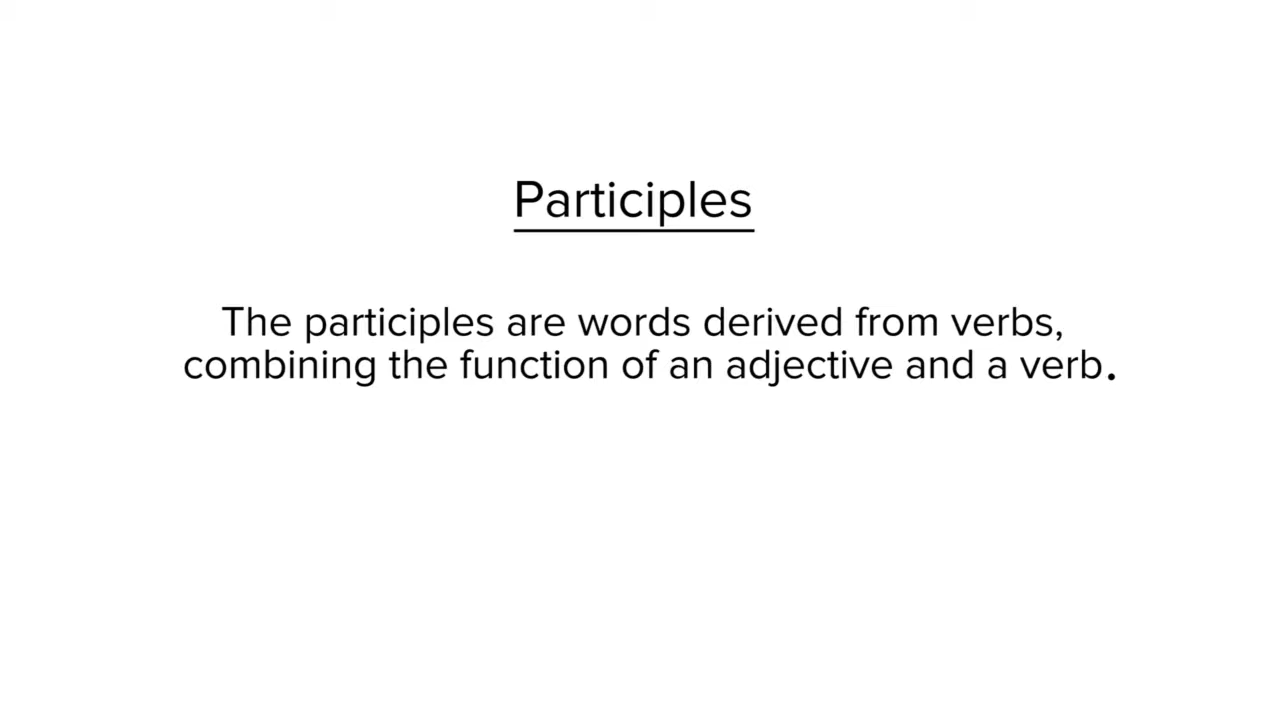 Participles
The participles are words derived from verbs,
combining the function of an adjective and a verb.